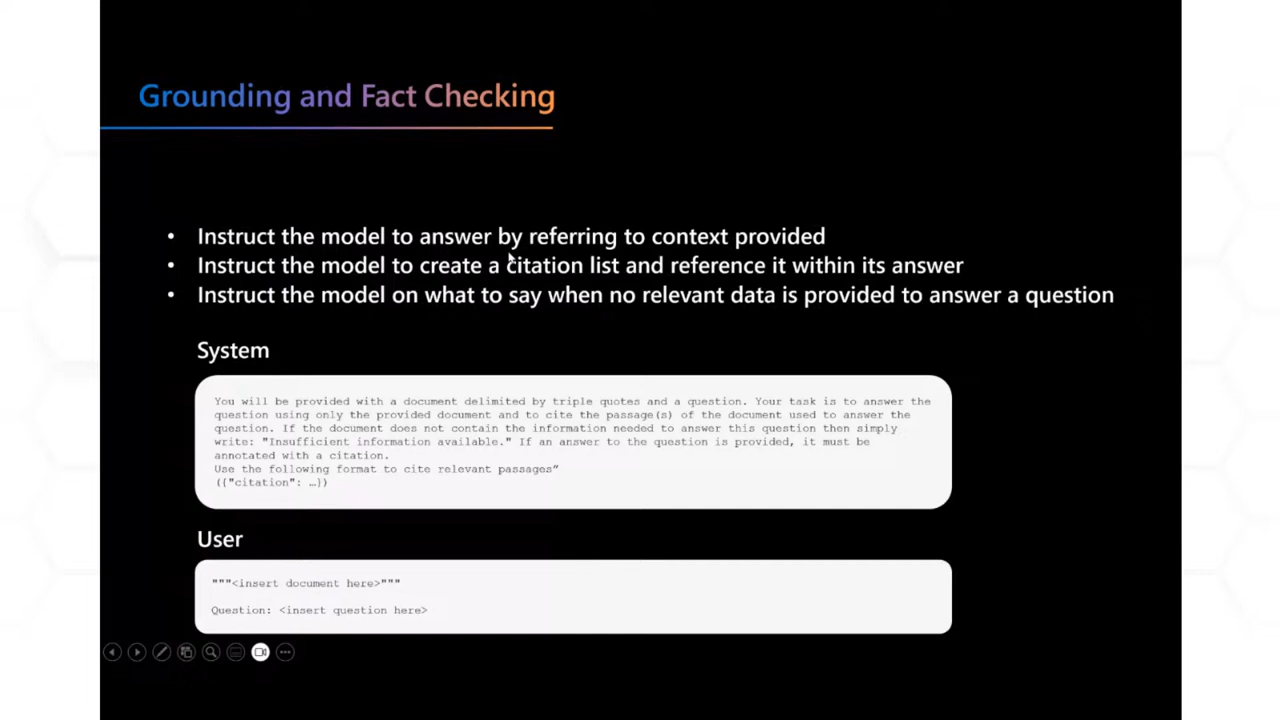 Grounding and Fact Checking
• Instruct the model to answer by referring to context provided
• Instruct the model to create a citation list and reference it within its answer
• Instruct the model on what to say when no relevant data is provided to answer a question
System
You will be provided with a document delimited by triple quotes and a question. Your task is to answer the
question using only the provided document and to cite the passage(s) of the document used to answer the
question. If the document does not contain the information needed to answer this question then simply
write: "Insufficient information available." If an answer to the question is provided, it must be
annotated with a citation.
Use the following format to cite relevant passages”
({"citation": …})
User
"""<insert document here>"""
Question: <insert question here>